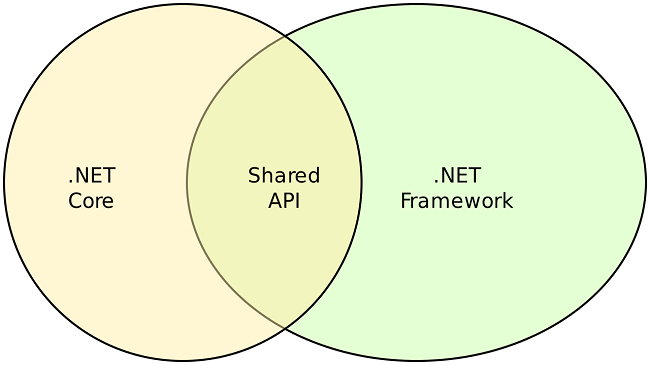 .NET
Core
Shared
API
.NET
Framework